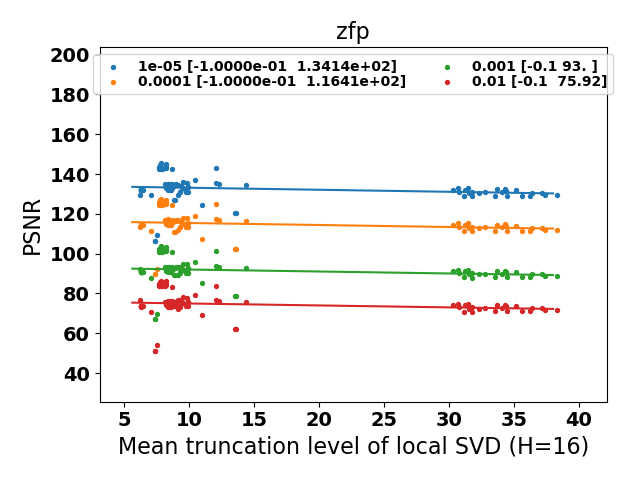 zfp
1e-05 [-1.0000e-01  1.3414e+02]
0.0001 [-1.0000e-01  1.1641e+02]
0.001 [-0.1 93. ]
0.01 [-0.1  75.92]
200
180
160
140
120
100
80
60
40
PSNR
5 10 15 20 25 30 35 40
Mean truncation level of local SVD (H=16)